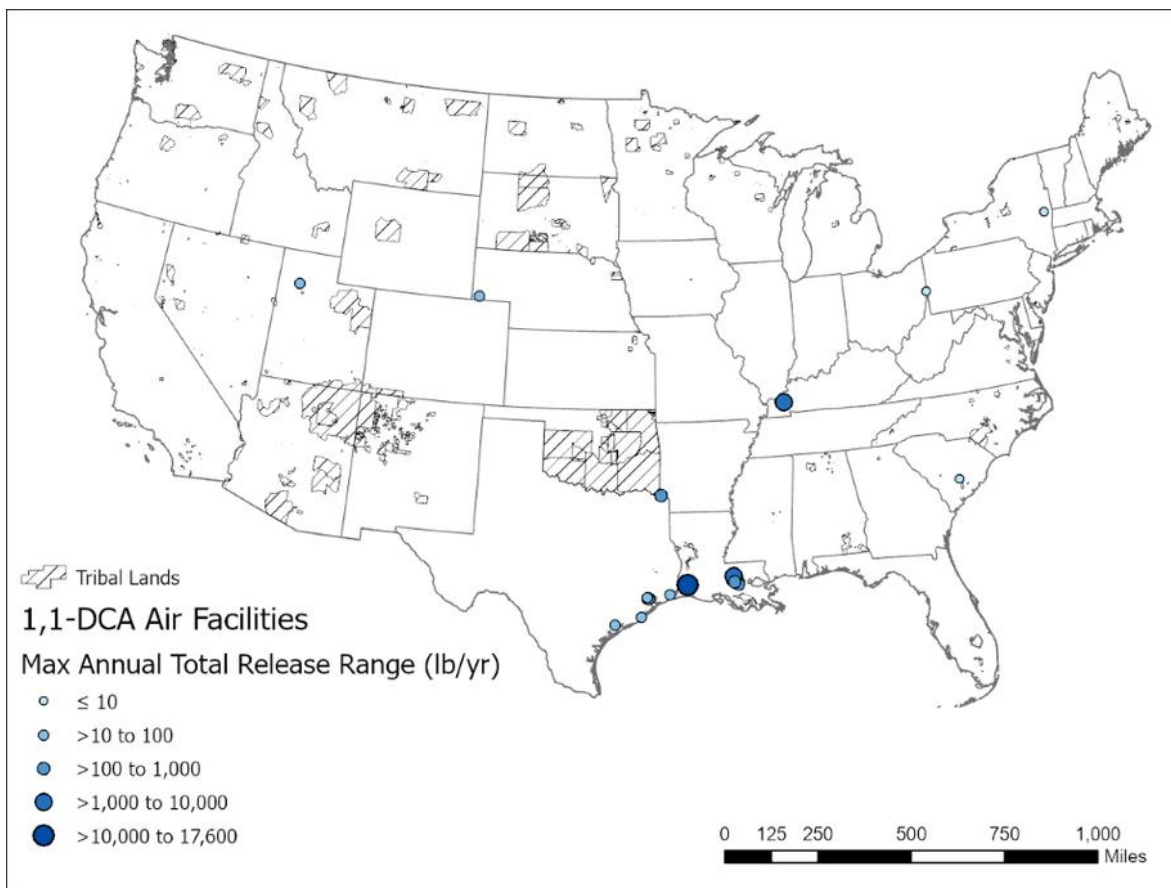 Tribal Lands
1,1-DCA Air Facilities
Max Annual Total Release Range (lb/yr)
≤ 10
>10 to 100
>100 to 1,000
>1,000 to 10,000
>10,000 to 17,600
0 125 250 500 750 1,000
Miles